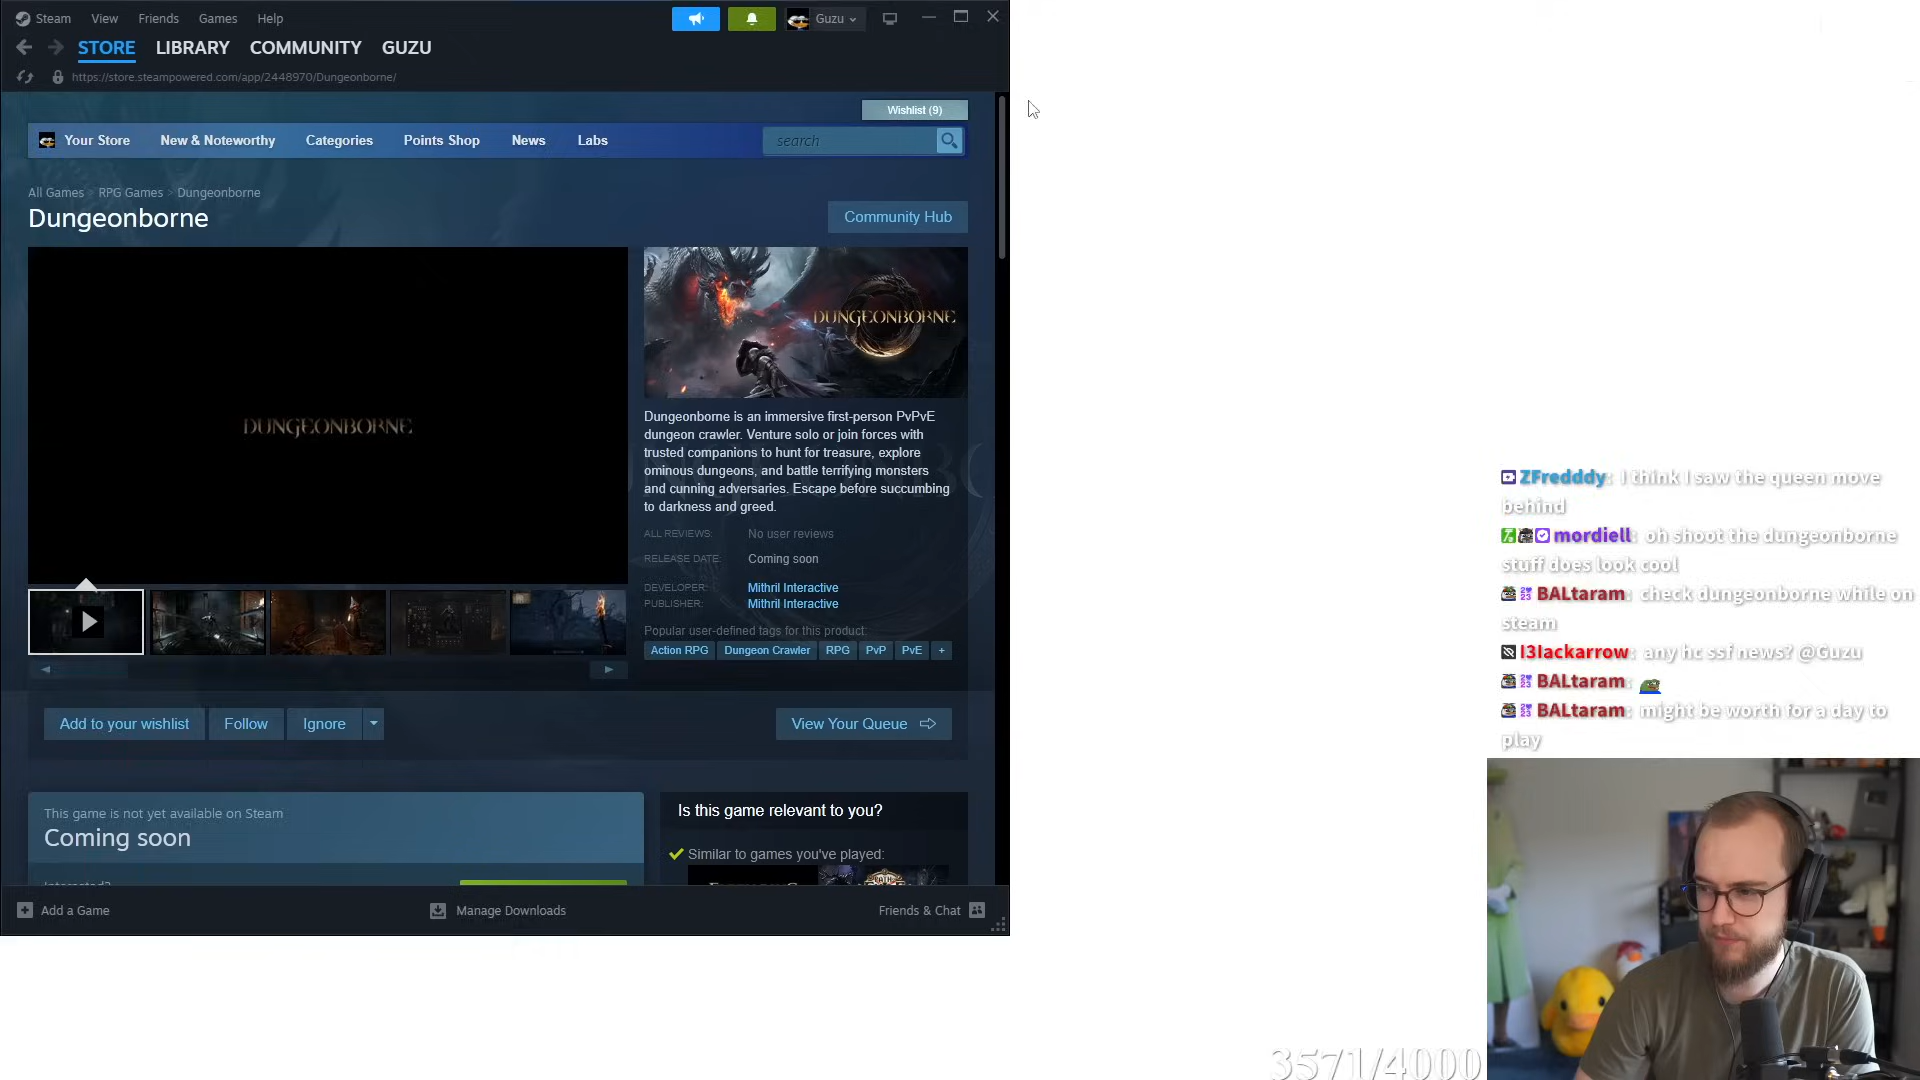 Steam View Friends Games Help
Guzu
STORE LIBRARY COMMUNITY GUZU
https://store.steampowered.com/app/2448970/Dungeonborne/
Wishlist (9)
Your Store New & Noteworthy Categories Points Shop News Labs
search
All Games > RPG Games > Dungeonborne
Dungeonborne
Community Hub
DUNGEONBORNE
DUNGEONBORNE
Dungeonborne is an immersive first-person PvPvE
dungeon crawler. Venture solo or join forces with
trusted companions to hunt for treasure, explore
ominous dungeons, and battle terrifying monsters
and cunning adversaries. Escape before succumbing
to darkness and greed.
ALL REVIEWS: No user reviews
RELEASE DATE: Coming soon
DEVELOPER: Mithril Interactive
PUBLISHER: Mithril Interactive
Popular user-defined tags for this product:
Action RPG Dungeon Crawler RPG PvP PvE +
Add to your wishlist Follow Ignore
View Your Queue
This game is not yet available on Steam
Coming soon
Interested?
Is this game relevant to you?
Similar to games you've played:
Add a Game
Manage Downloads
Friends & Chat
ZFredddy: I think I saw the queen move
behind
mordiell: oh shoot the dungeonborne
stuff does look cool
BALtaram: check dungeonborne while on
steam
I3Iackarrow: any hc ssf news? @Guzu
BALtaram:
BALtaram: might be worth for a day to
play
3571/4000